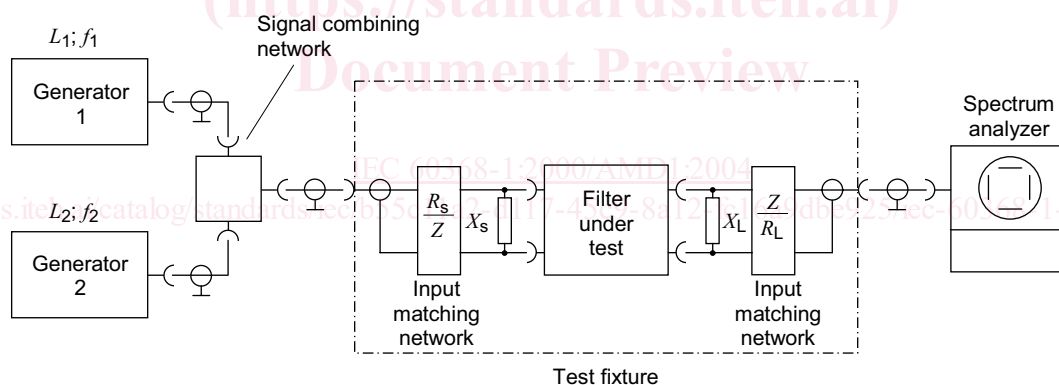 (https://standards.iteh.ai)
Document Preview
Signal combining
network
L1; f1
Generator
1
Spectrum
analyzer
IEC 60368-1:2000/AMD1:2004
Rs
Z
Xs
Filter
under
test
XL
Z
RL
L2; f2
Generator
2
Input
matching
network
Input
matching
network
Test fixture